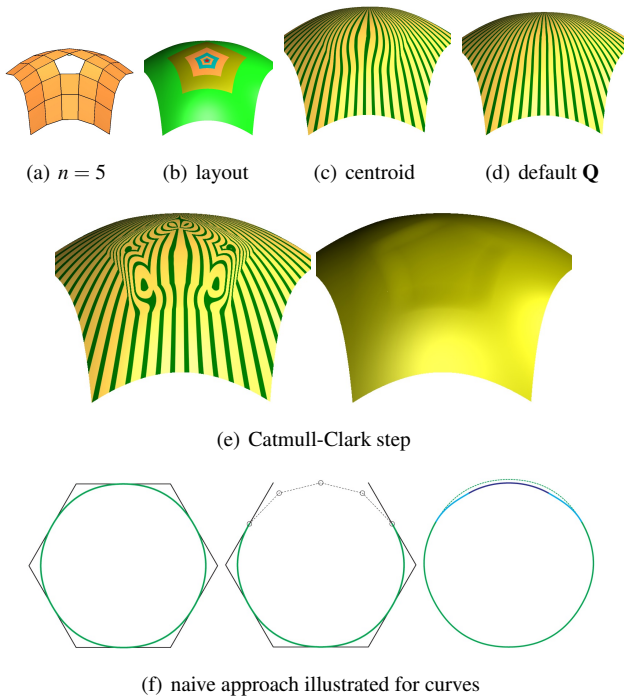 (a) n = 5
(b) layout
(c) centroid
(d) default Q
(e) Catmull-Clark step
(f) naive approach illustrated for curves